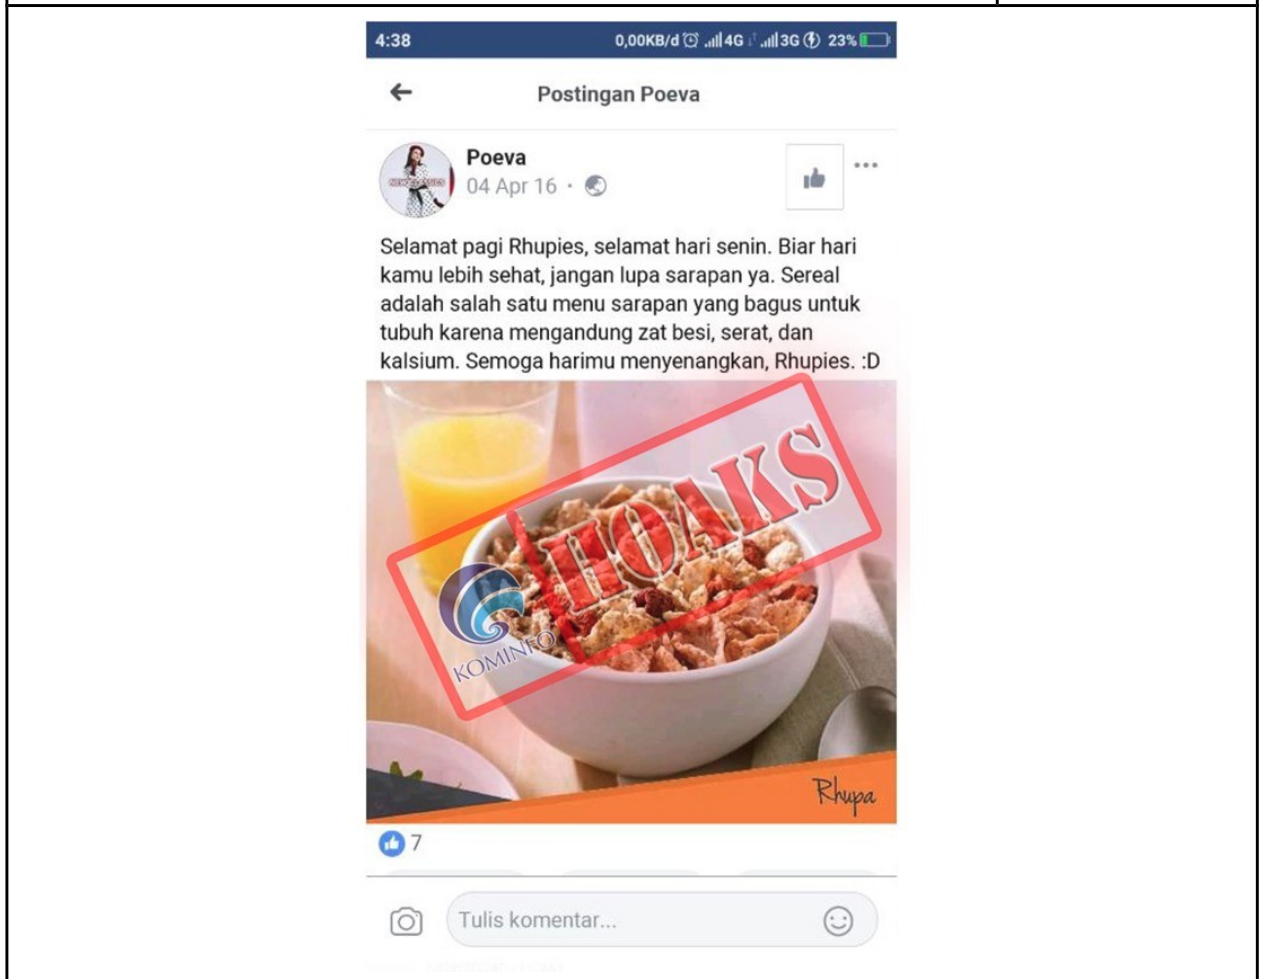 4:38
0,00KB/d 4G 3G 23%
Postingan Poeva
Poeva
04 Apr 16 ·
NEW CLASSICS
Selamat pagi Rhupies, selamat hari senin. Biar hari
kamu lebih sehat, jangan lupa sarapan ya. Sereal
adalah salah satu menu sarapan yang bagus untuk
tubuh karena mengandung zat besi, serat, dan
kalsium. Semoga harimu menyenangkan, Rhupies. :D
HOAKS
KOMINFO
Rhupa
7
Tulis komentar...